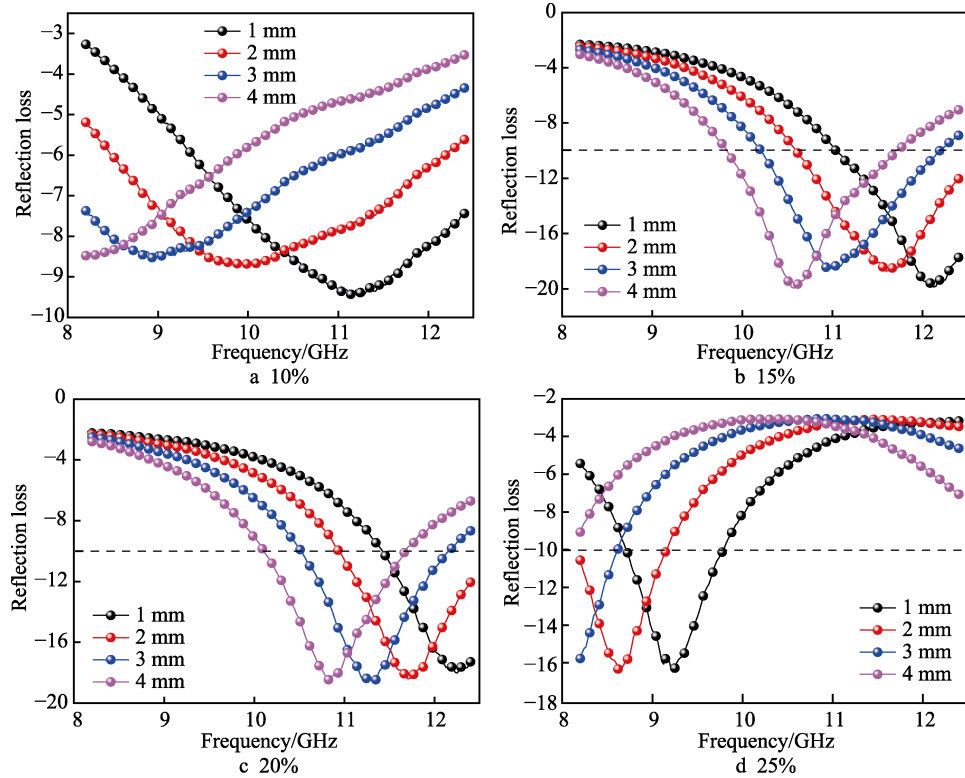 −3
−4
−5
−6
−7
−8
−9
−10
Reflection loss
1 mm
2 mm
3 mm
4 mm
8 9 10 11 12
Frequency/GHz
a 10%
0
−4
−8
−12
−16
−20
Reflection loss
1 mm
2 mm
3 mm
4 mm
8 9 10 11 12
Frequency/GHz
b 15%
0
−4
−8
−12
−16
−20
Reflection loss
1 mm
2 mm
3 mm
4 mm
8 9 10 11 12
Frequency/GHz
c 20%
−2
−4
−6
−8
−10
−12
−14
−16
−18
Reflection loss
1 mm
2 mm
3 mm
4 mm
8 9 10 11 12
Frequency/GHz
d 25%